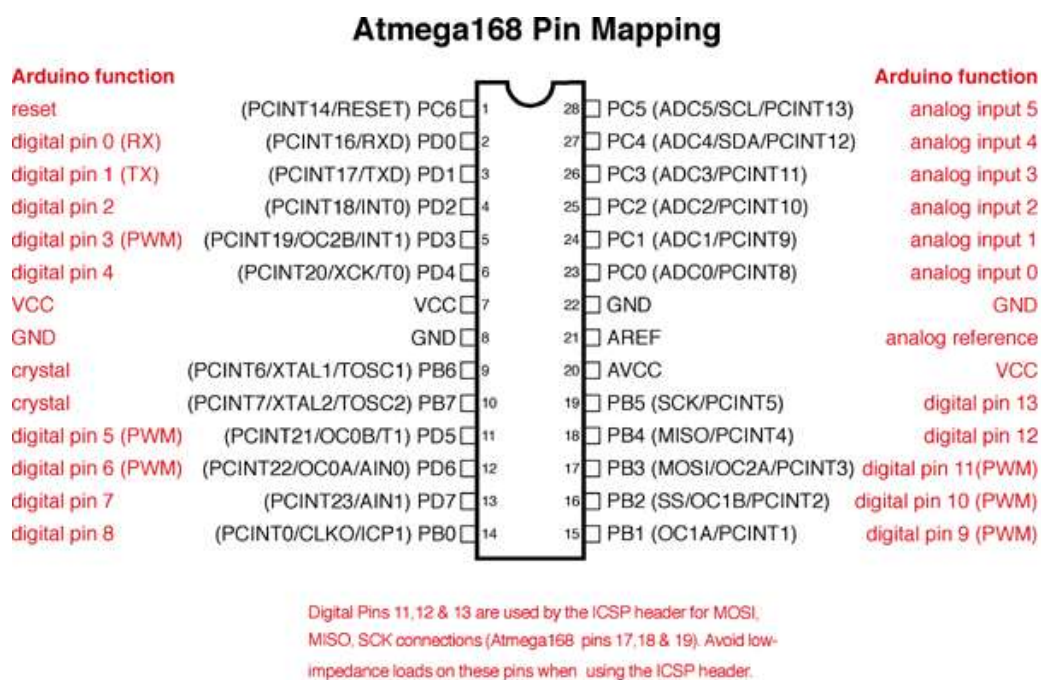 Atmega168 Pin Mapping
Arduino function Arduino function
reset (PCINT14/RESET) PC6 1 28 PC5 (ADC5/SCL/PCINT13) analog input 5
digital pin 0 (RX) (PCINT16/RXD) PD0 2 27 PC4 (ADC4/SDA/PCINT12) analog input 4
digital pin 1 (TX) (PCINT17/TXD) PD1 3 26 PC3 (ADC3/PCINT11) analog input 3
digital pin 2 (PCINT18/INT0) PD2 4 25 PC2 (ADC2/PCINT10) analog input 2
digital pin 3 (PWM) (PCINT19/OC2B/INT1) PD3 5 24 PC1 (ADC1/PCINT9) analog input 1
digital pin 4 (PCINT20/XCK/T0) PD4 6 23 PC0 (ADC0/PCINT8) analog input 0
VCC VCC 7 22 GND GND
GND GND 8 21 AREF analog reference
crystal (PCINT6/XTAL1/TOSC1) PB6 9 20 AVCC VCC
crystal (PCINT7/XTAL2/TOSC2) PB7 10 19 PB5 (SCK/PCINT5) digital pin 13
digital pin 5 (PWM) (PCINT21/OC0B/T1) PD5 11 18 PB4 (MISO/PCINT4) digital pin 12
digital pin 6 (PWM) (PCINT22/OC0A/AIN0) PD6 12 17 PB3 (MOSI/OC2A/PCINT3) digital pin 11(PWM)
digital pin 7 (PCINT23/AIN1) PD7 13 16 PB2 (SS/OC1B/PCINT2) digital pin 10 (PWM)
digital pin 8 (PCINT0/CLKO/ICP1) PB0 14 15 PB1 (OC1A/PCINT1) digital pin 9 (PWM)
Digital Pins 11,12 & 13 are used by the ICSP header for MOSI,
MISO, SCK connections (Atmega168 pins 17,18 & 19). Avoid low-
impedance loads on these pins when using the ICSP header.